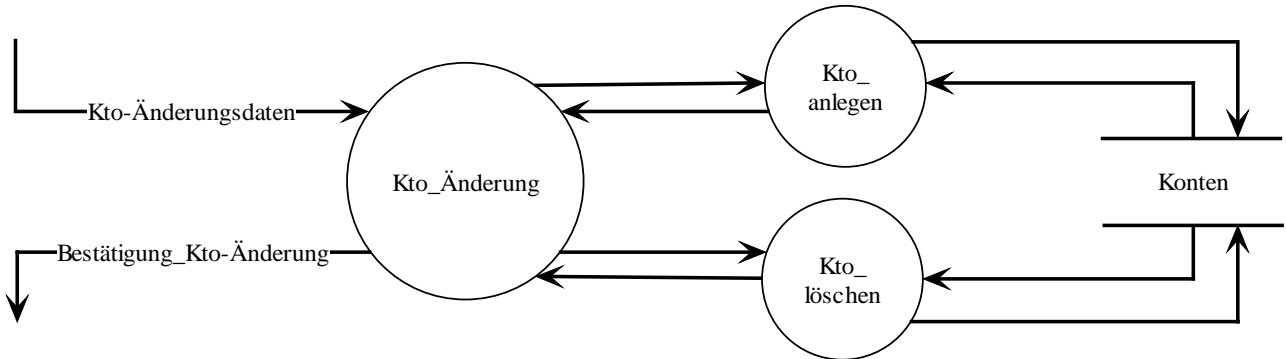 Kto_
anlegen
Kto-Änderungsdaten
Kto_Änderung
Konten
Bestätigung_Kto-Änderung
Kto_
löschen